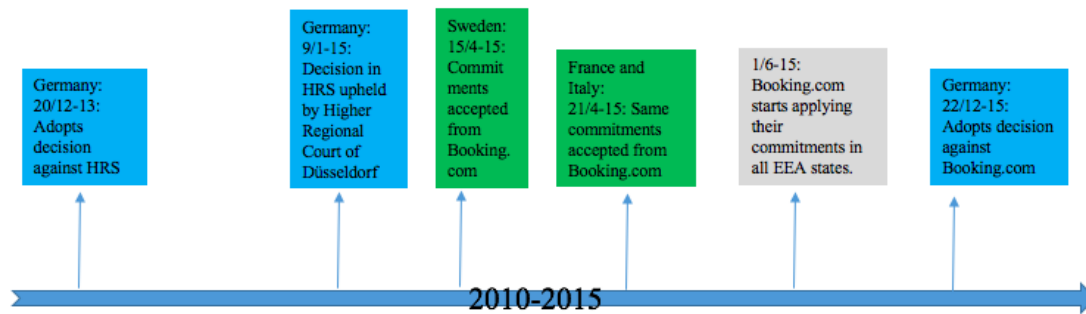 Germany:
20/12-13:
Adopts
decision
against HRS
Germany:
9/1-15:
Decision in
HRS upheld
by Higher
Regional
Court of
Düsseldorf
Sweden:
15/4-15:
Commit
ments
accepted
from
Booking.
com
France and
Italy:
21/4-15: Same
commitments
accepted from
Booking.com
1/6-15:
Booking.com
starts applying
their
commitments in
all EEA states.
Germany:
22/12-15:
Adopts decision
against
Booking.com
2010-2015